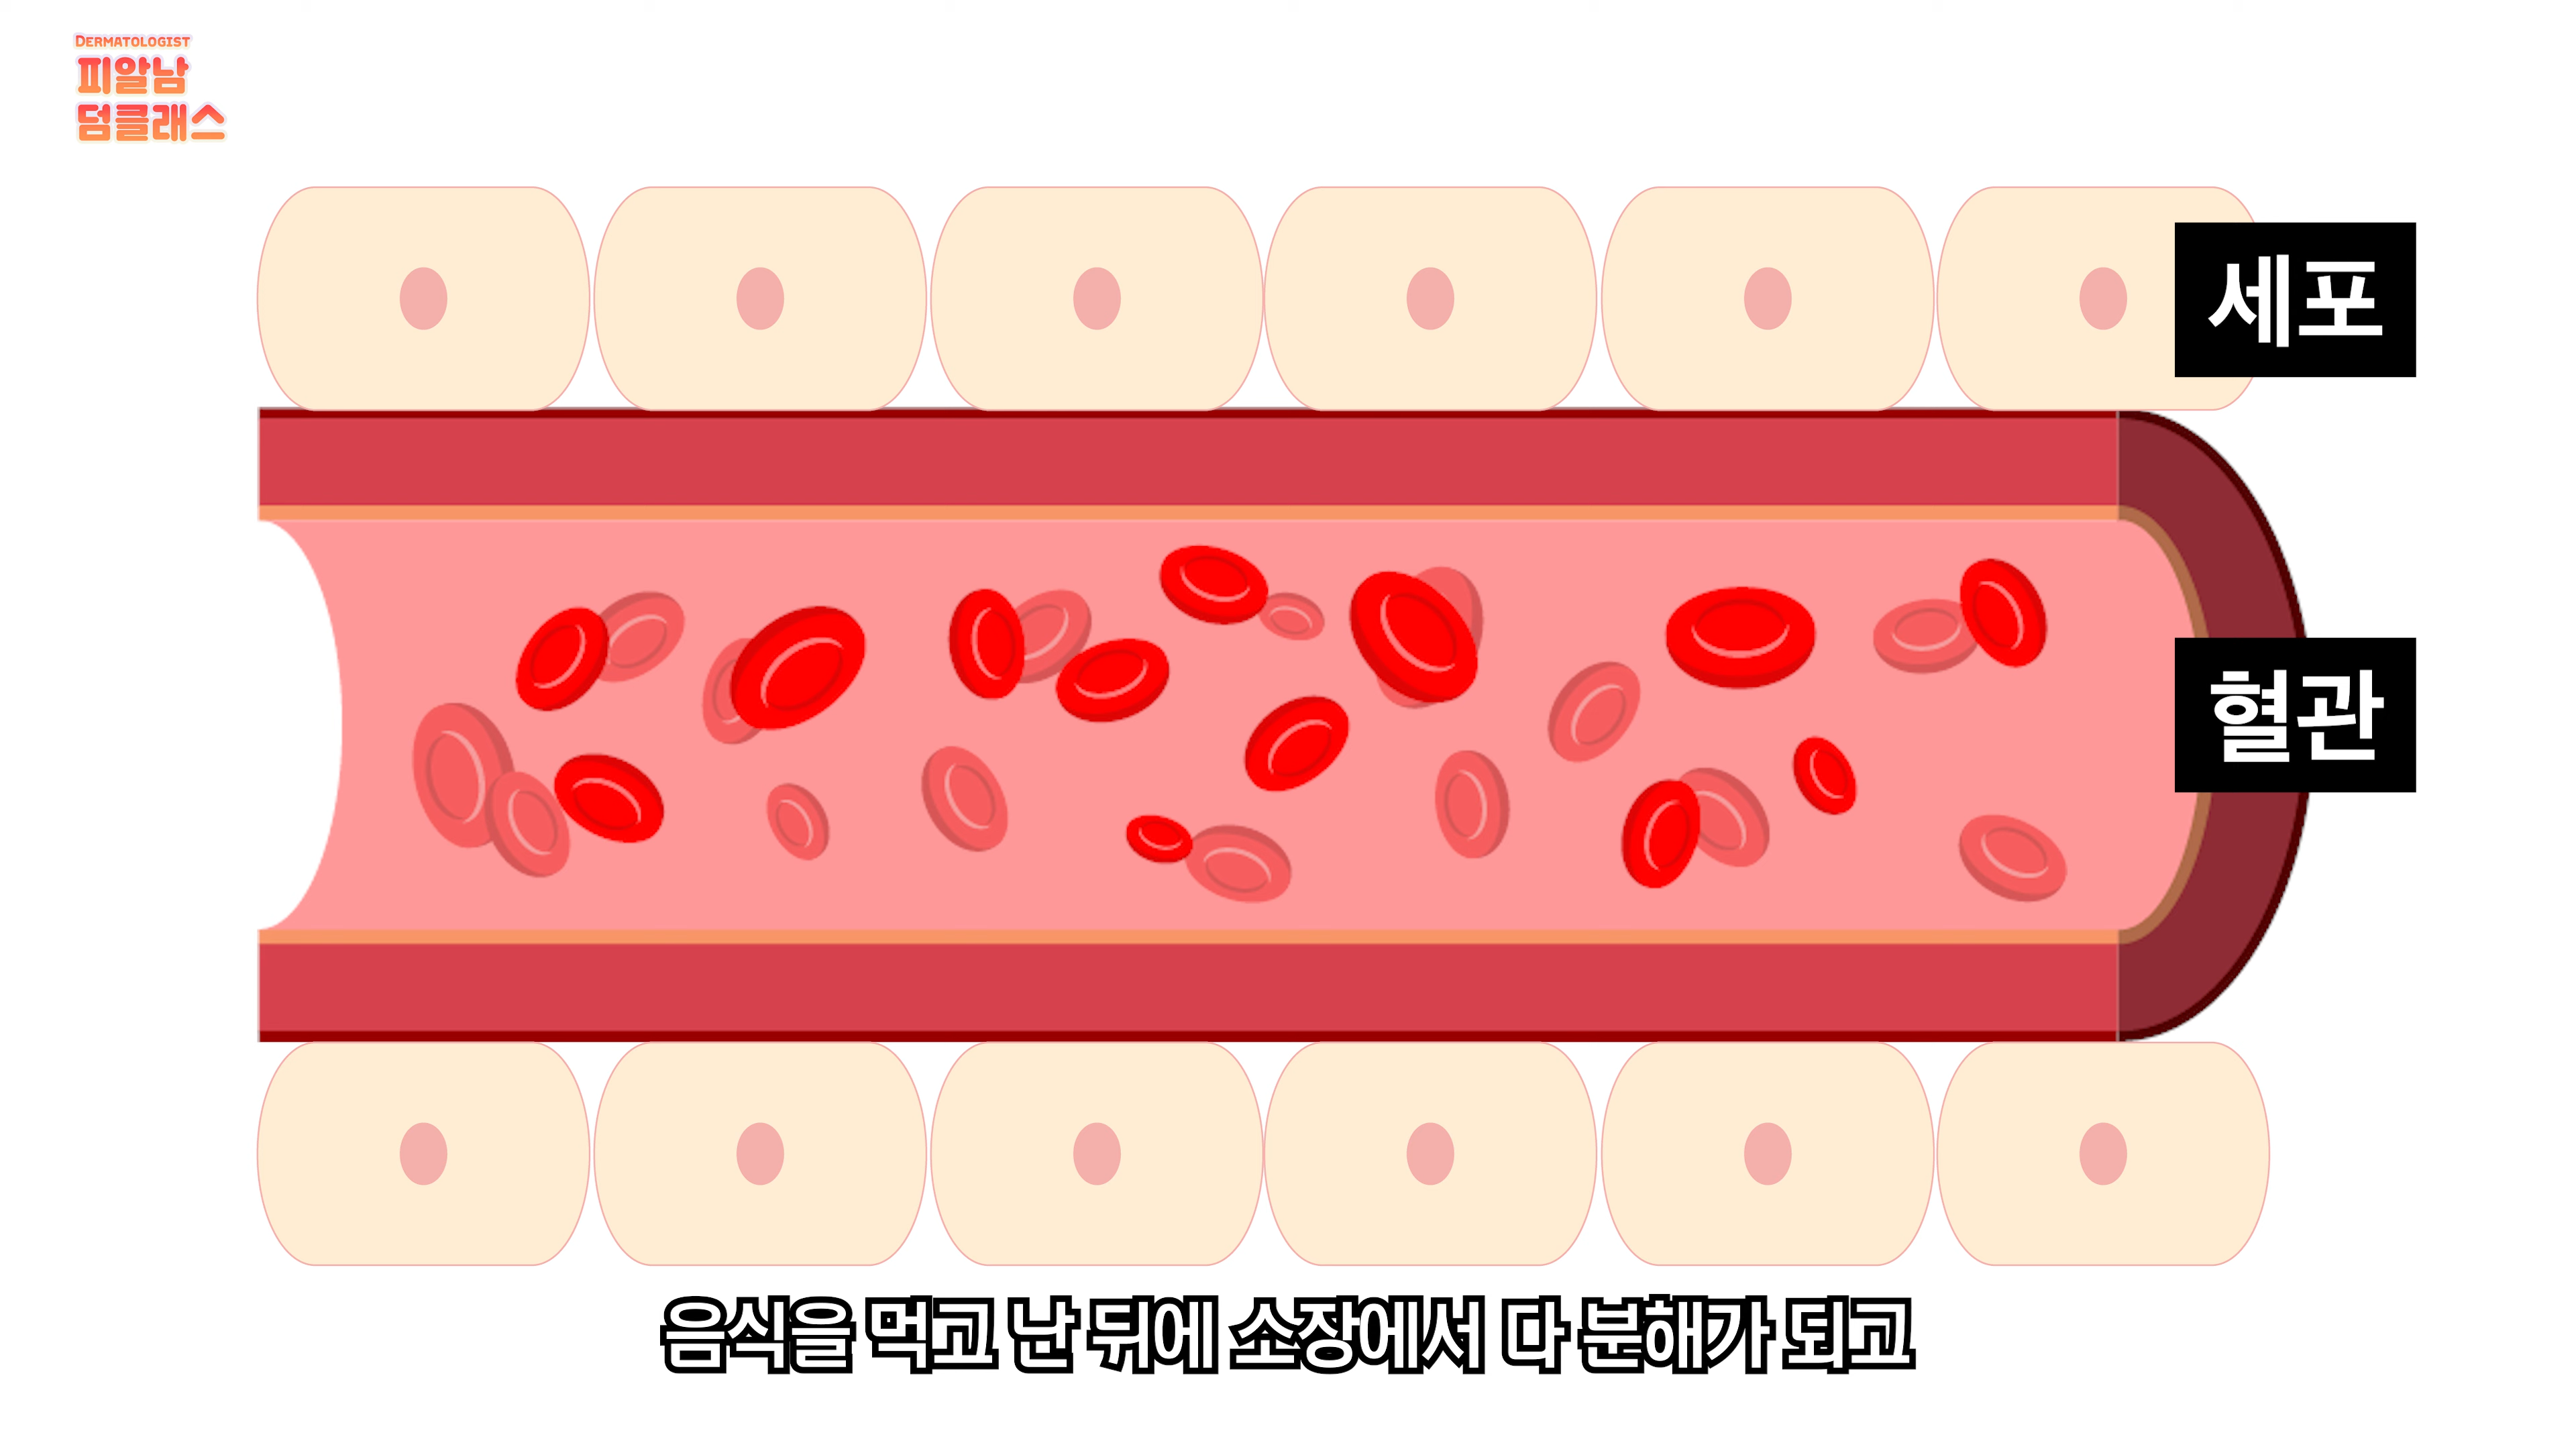 DERMATOLOGIST
피알남
덤클래스
세포
혈관
음식을 먹고 난 뒤에 소장에서 다 분해가 되고